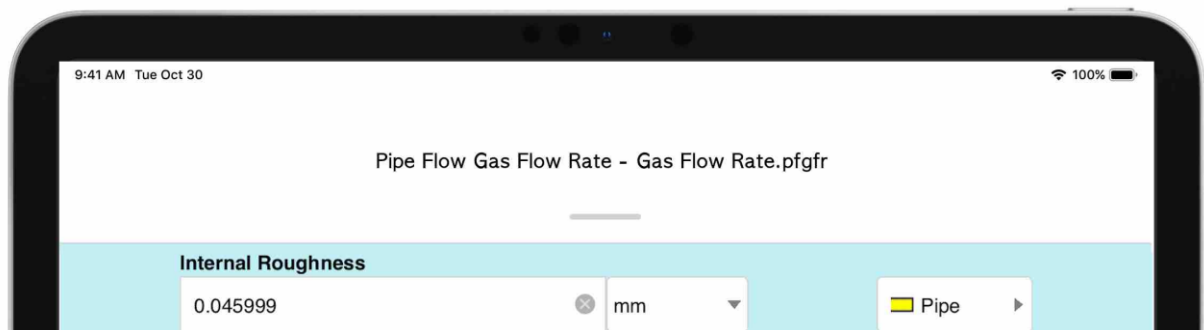 9:41 AM Tue Oct 30 100%
Pipe Flow Gas Flow Rate - Gas Flow Rate.pfgfr
Internal Roughness
0.045999 mm Pipe